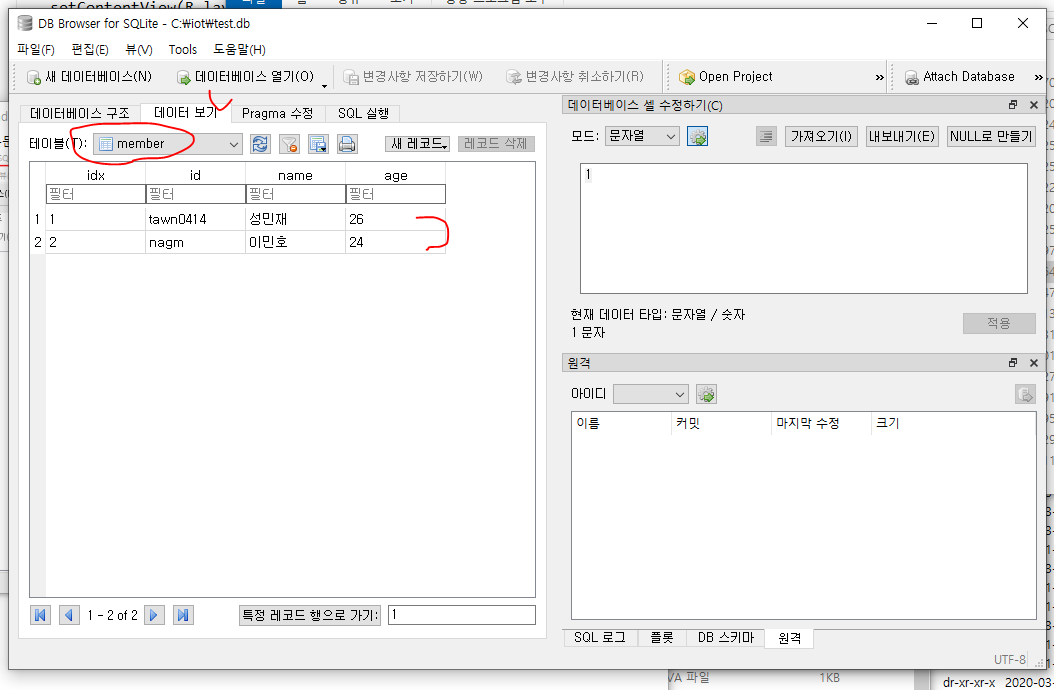 setContentView(R.lay
DB Browser for SQLite - C:₩iot₩test.db
파일(F) 편집(E) 뷰(V) Tools 도움말(H)
새 데이터베이스(N) 데이터베이스 열기(O) 변경사항 저장하기(W) 변경사항 취소하기(R) Open Project » Attach Database »
데이터베이스 구조 데이터 보기 Pragma 수정 SQL 실행
테이블(T): member 새 레코드 레코드 삭제
idx id name age
필터 필터 필터 필터
1 1 tawn0414 성민재 26
2 2 nagm 이민호 24
1 - 2 of 2 특정 레코드 행으로 가기: 1
데이터베이스 셀 수정하기(C)
모드: 문자열 가져오기(I) 내보내기(E) NULL로 만들기
1
현재 데이터 타입: 문자열 / 숫자
1 문자
적용
원격
아이디
이름 커밋 마지막 수정 크기
SQL 로그 플롯 DB 스키마 원격
UTF-8
VA 파일 1KB
dr-xr-xr-x 2020-03-